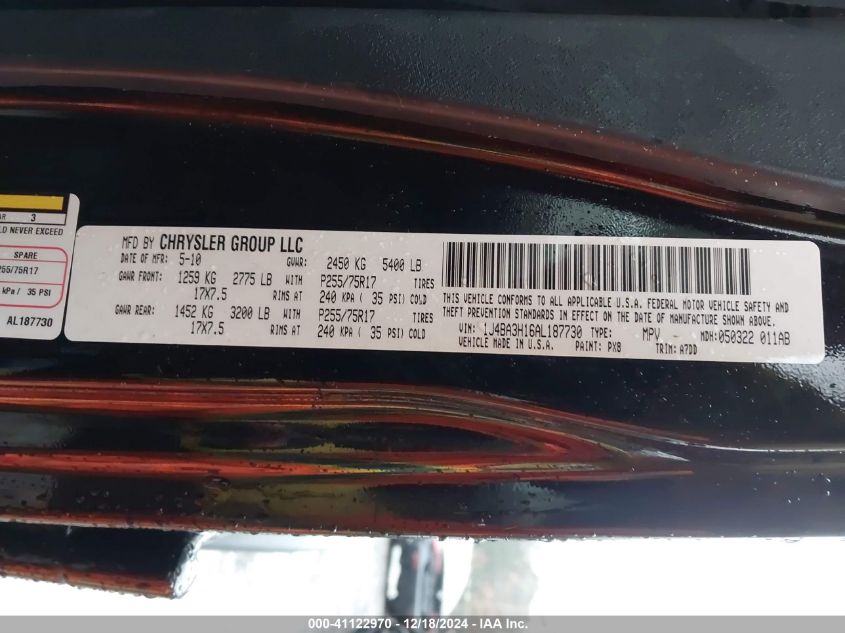 AR 3
LD NEVER EXCEED
SPARE
P255/75R17
kPa/ 35 PSI
AL187730
MFD BY CHRYSLER GROUP LLC
DATE OF MFR: 5-10 GVWR: 2450 KG 5400 LB
GAWR FRONT: 1259 KG 2775 LB WITH P255/75R17 TIRES
17X7.5 RIMS AT 240 KPA ( 35 PSI) COLD
GAWR REAR: 1452 KG 3200 LB WITH P255/75R17 TIRES
17X7.5 RIMS AT 240 KPA ( 35 PSI) COLD
THIS VEHICLE CONFORMS TO ALL APPLICABLE U.S.A. FEDERAL MOTOR VEHICLE SAFETY AND
THEFT PREVENTION STANDARDS IN EFFECT ON THE DATE OF MANUFACTURE SHOWN ABOVE.
VIN: 1J4BA3H16AL187730 TYPE: MPV MDH: 050322 011AB
VEHICLE MADE IN U.S.A. PAINT: PX8 TRIM: A7DD
000-41122970 - 12/18/2024 - IAA Inc.